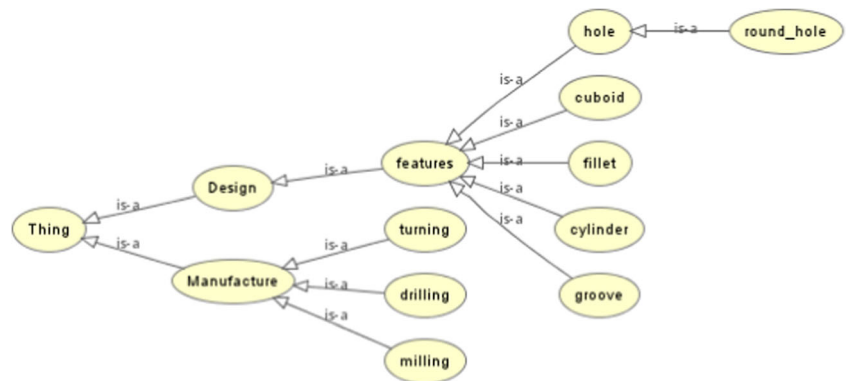 hole
is-a
round_hole
is-a
cuboid
is-a
features
is-a
fillet
is-a
Design
is-a
is-a
cylinder
is-a
Thing
is-a
turning
is-a
is-a
Manufacture
is-a
drilling
groove
is-a
milling